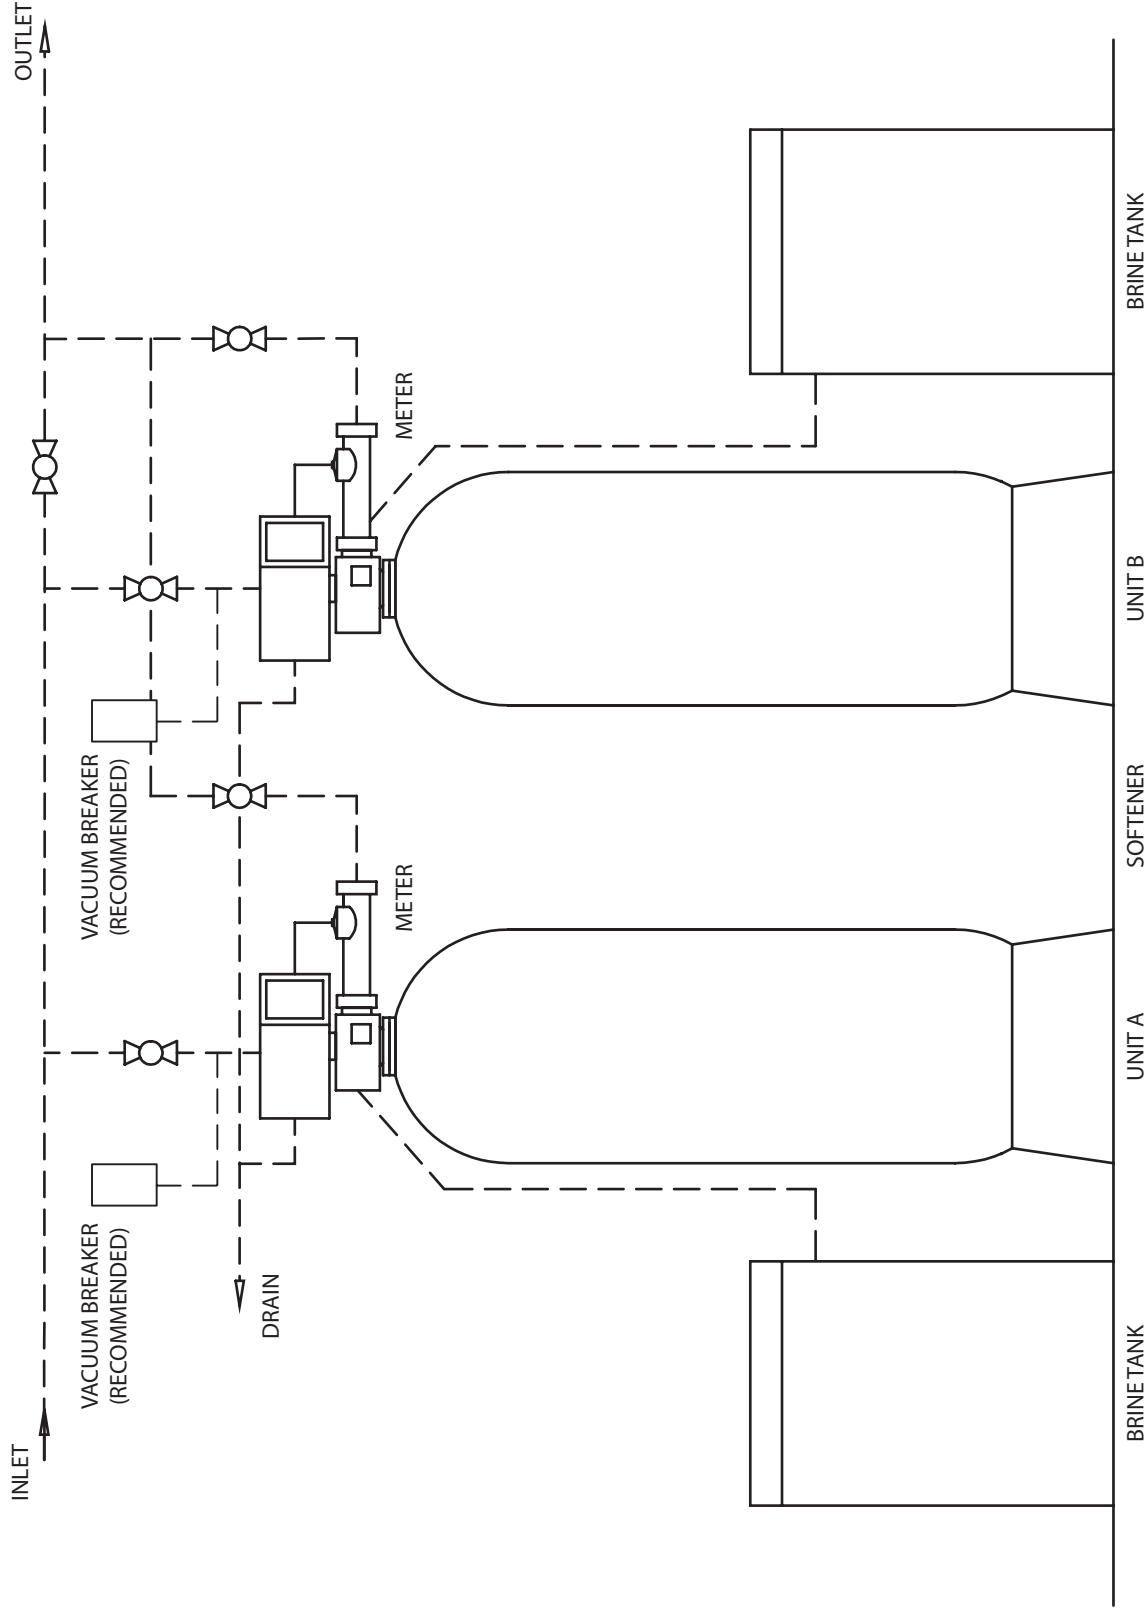 INLET
OUTLET
VACUUM BREAKER
(RECOMMENDED)
VACUUM BREAKER
(RECOMMENDED)
DRAIN
METER
METER
BRINE TANK
UNIT A
SOFTENER
UNIT B
BRINE TANK